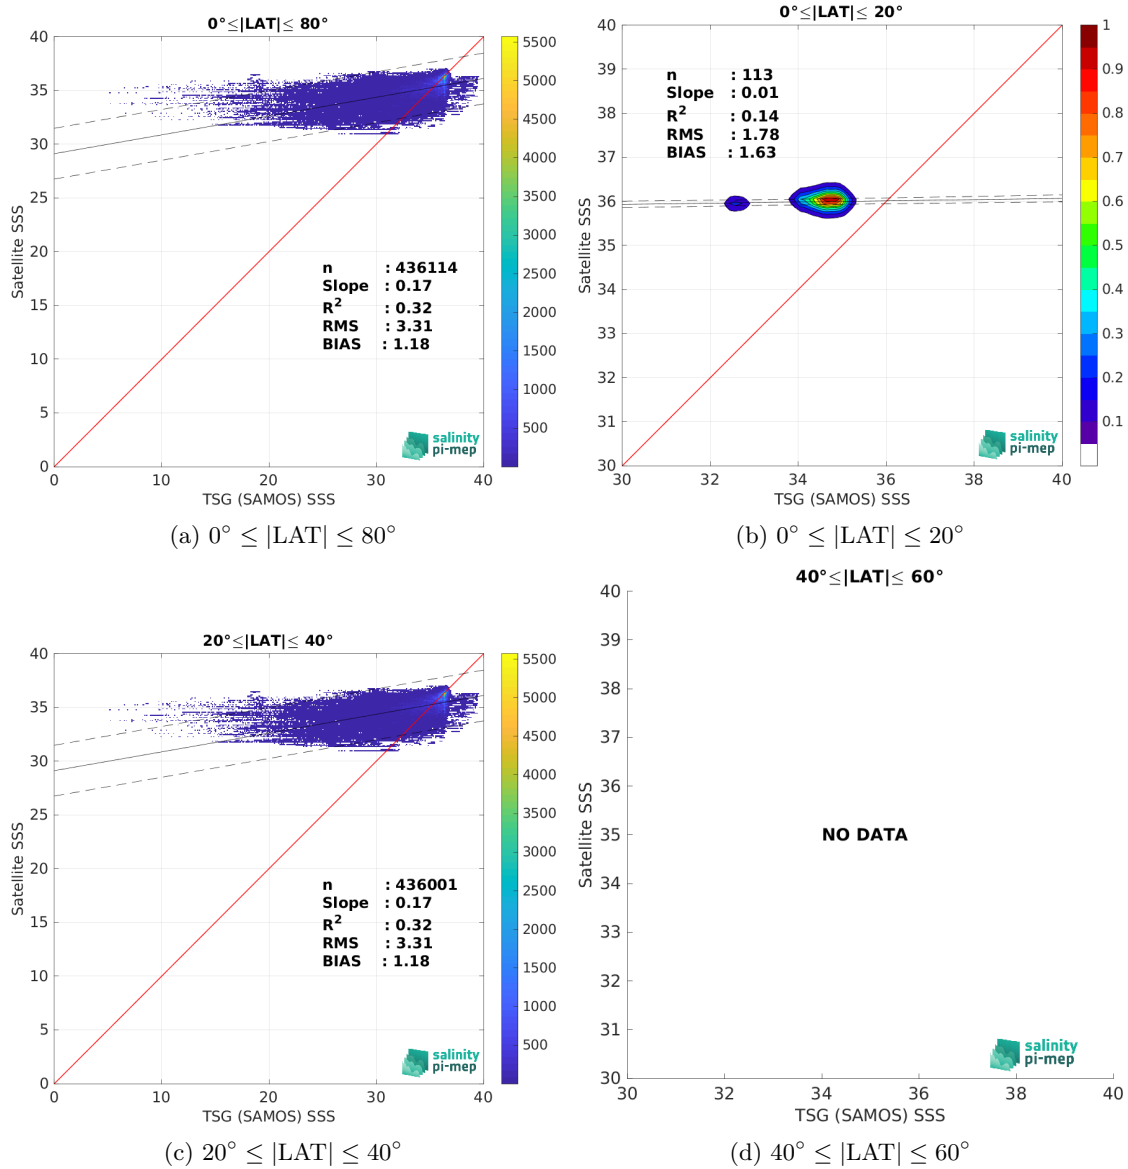 0°≤|LAT|≤ 80°
Satellite SSS
40
35
30
25
20
15
10
5
0
n : 436114
Slope : 0.17
R² : 0.32
RMS : 3.31
BIAS : 1.18
salinity
pi-mep
0 10 20 30 40
TSG (SAMOS) SSS
5500
5000
4500
4000
3500
3000
2500
2000
1500
1000
500
(a) 0° ≤ |LAT| ≤ 80°
0°≤|LAT|≤ 20°
Satellite SSS
40
39
38
37
36
35
34
33
32
31
30
n : 113
Slope : 0.01
R² : 0.14
RMS : 1.78
BIAS : 1.63
salinity
pi-mep
30 32 34 36 38 40
TSG (SAMOS) SSS
1
0.9
0.8
0.7
0.6
0.5
0.4
0.3
0.2
0.1
(b) 0° ≤ |LAT| ≤ 20°
20°≤|LAT|≤ 40°
Satellite SSS
40
35
30
25
20
15
10
5
0
n : 436001
Slope : 0.17
R² : 0.32
RMS : 3.31
BIAS : 1.18
salinity
pi-mep
0 10 20 30 40
TSG (SAMOS) SSS
5500
5000
4500
4000
3500
3000
2500
2000
1500
1000
500
(c) 20° ≤ |LAT| ≤ 40°
40°≤|LAT|≤ 60°
Satellite SSS
40
39
38
37
36
35
34
33
32
31
30
NO DATA
salinity
pi-mep
30 32 34 36 38 40
TSG (SAMOS) SSS
(d) 40° ≤ |LAT| ≤ 60°